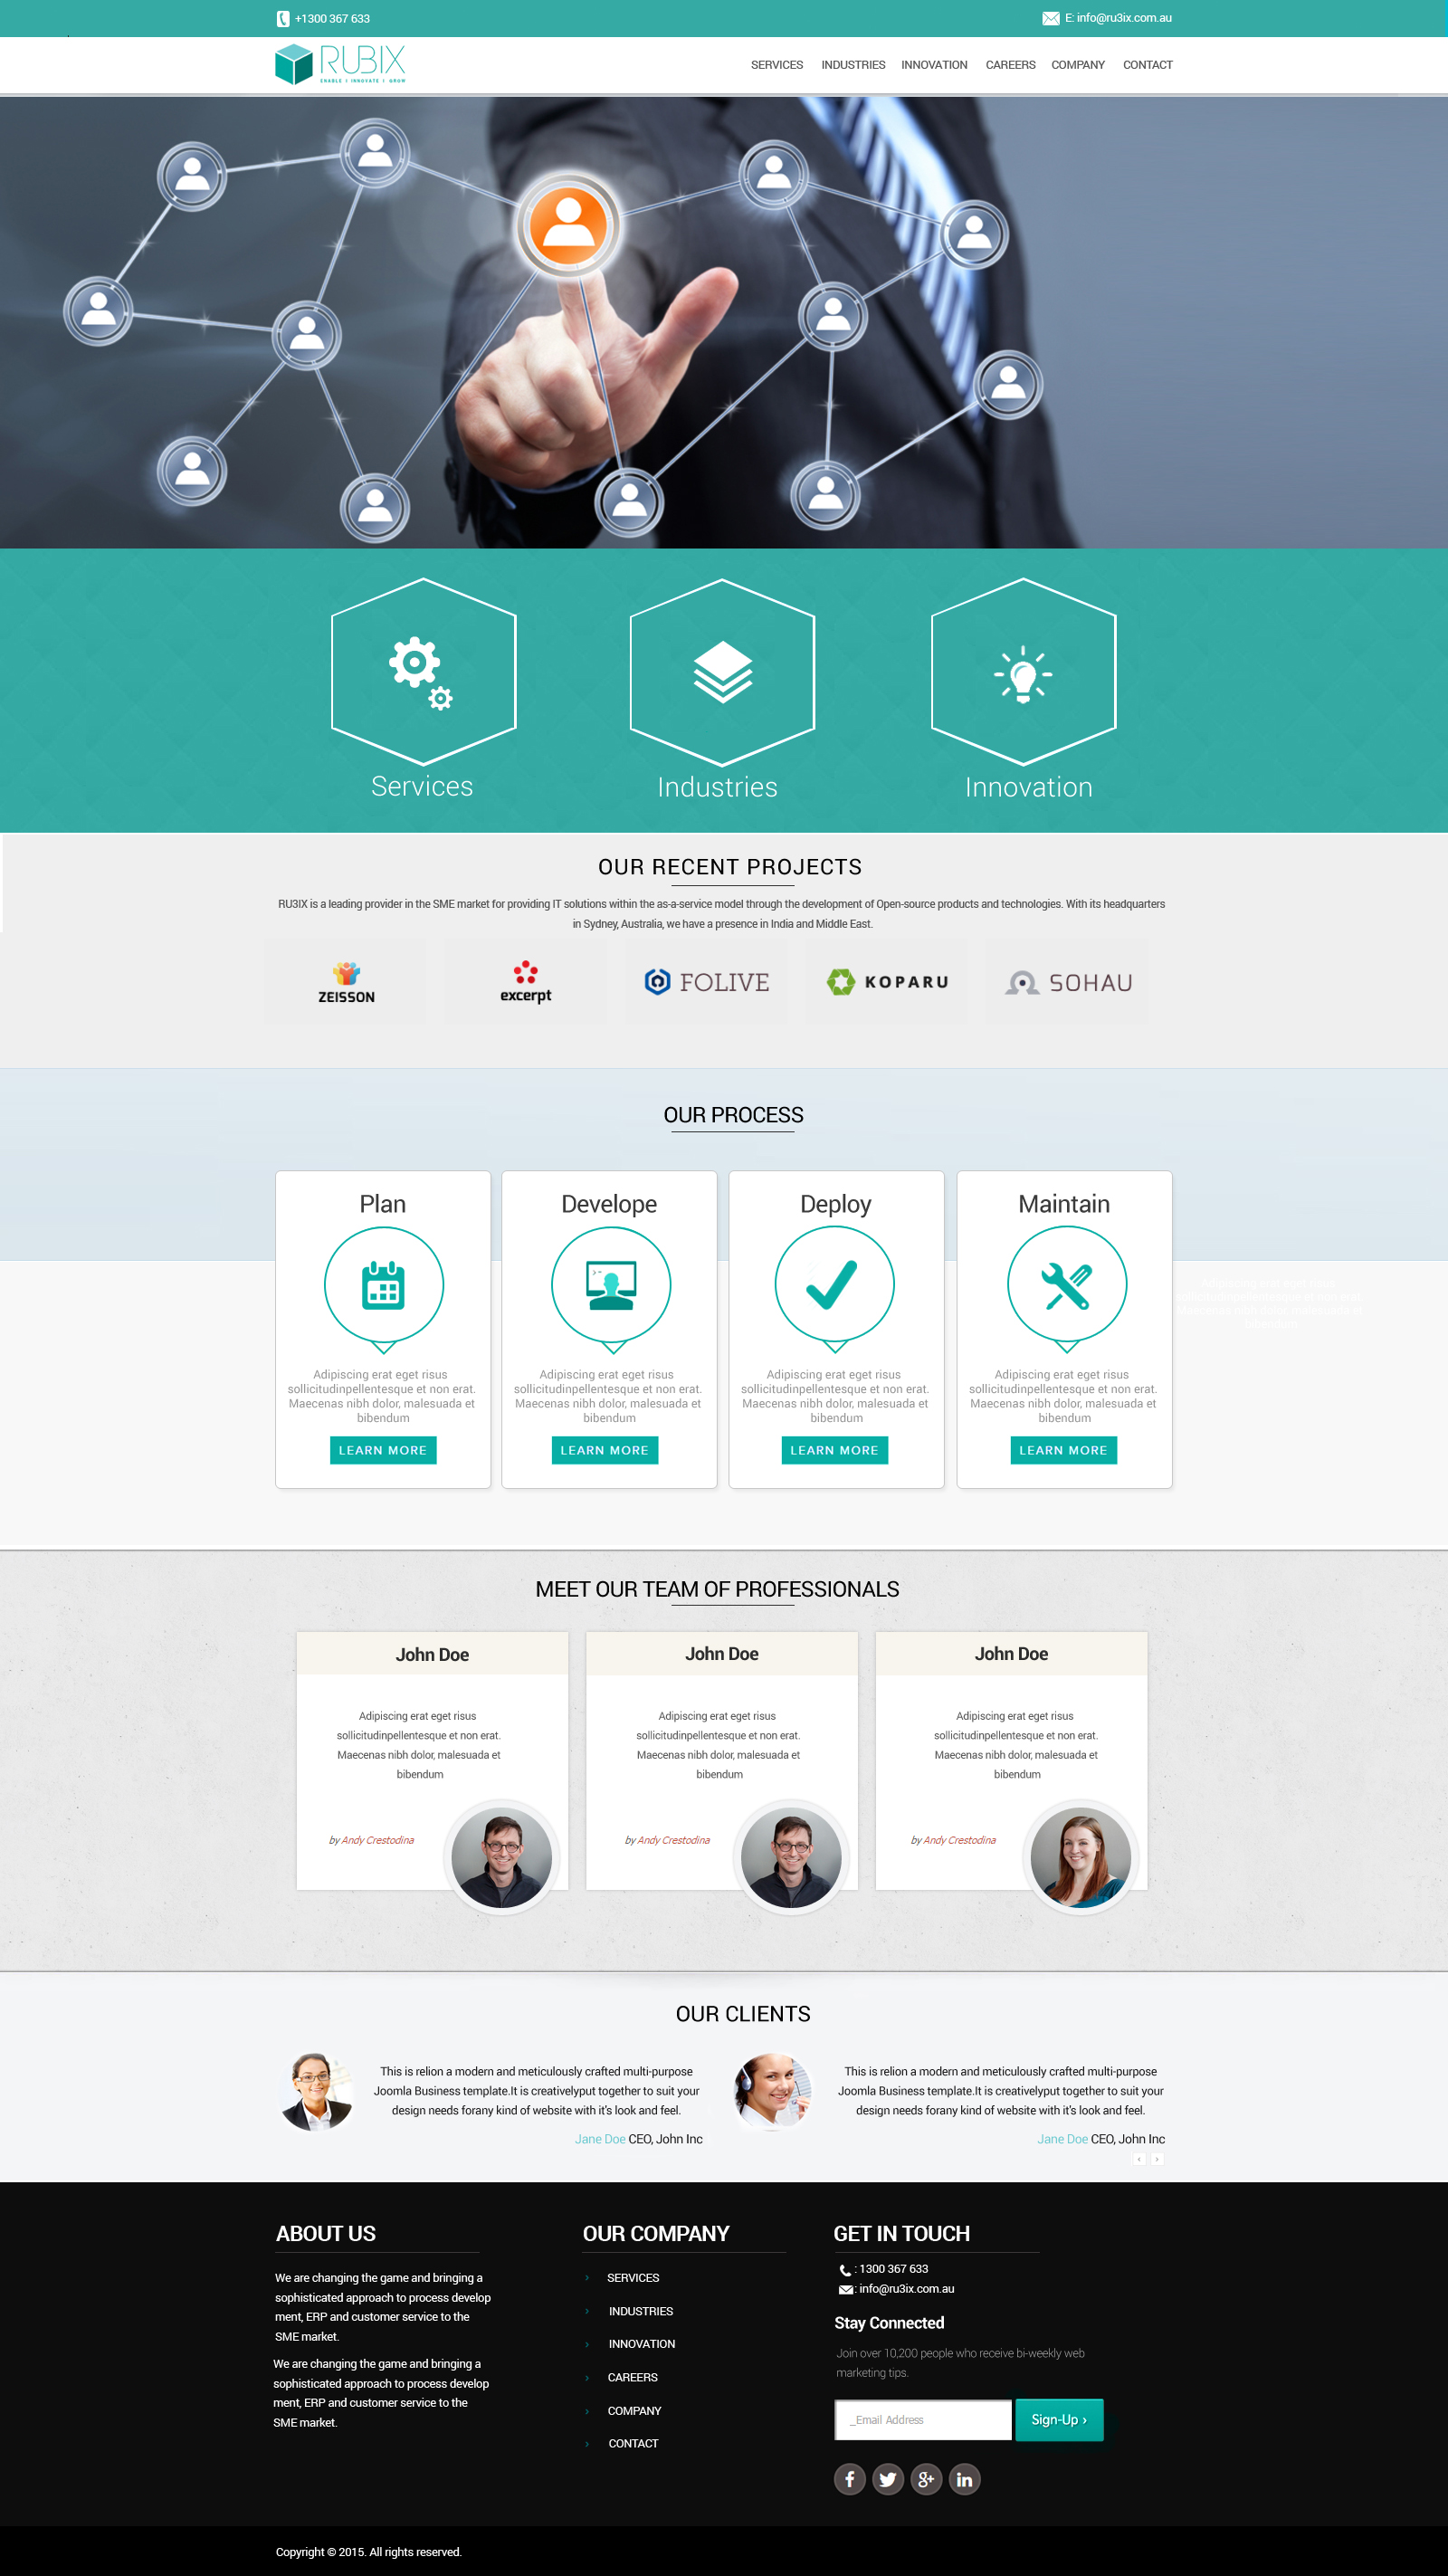 +1300 367 633
E: info@ru3ix.com.au
RUBIX
ENABLE | INNOVATE | GROW
SERVICES INDUSTRIES INNOVATION CAREERS COMPANY CONTACT
Services
Industries
Innovation
OUR RECENT PROJECTS
RU3IX is a leading provider in the SME market for providing IT solutions within the as-a-service model through the development of Open-source products and technologies. With its headquarters
in Sydney, Australia, we have a presence in India and Middle East.
ZEISSON
excerpt
FOLIVE
KOPARU
SOHAU
OUR PROCESS
Plan
Adipiscing erat eget risus
sollicitudinpellentesque et non erat.
Maecenas nibh dolor, malesuada et
bibendum
LEARN MORE
Develope
Adipiscing erat eget risus
sollicitudinpellentesque et non erat.
Maecenas nibh dolor, malesuada et
bibendum
LEARN MORE
Deploy
Adipiscing erat eget risus
sollicitudinpellentesque et non erat.
Maecenas nibh dolor, malesuada et
bibendum
LEARN MORE
Maintain
Adipiscing erat eget risus
sollicitudinpellentesque et non erat.
Maecenas nibh dolor, malesuada et
bibendum
LEARN MORE
Adipiscing erat eget risus
sollicitudinpellentesque et non erat.
Maecenas nibh dolor, malesuada et
bibendum
MEET OUR TEAM OF PROFESSIONALS
John Doe
Adipiscing erat eget risus
sollicitudinpellentesque et non erat.
Maecenas nibh dolor, malesuada et
bibendum
by Andy Crestodina
John Doe
Adipiscing erat eget risus
sollicitudinpellentesque et non erat.
Maecenas nibh dolor, malesuada et
bibendum
by Andy Crestodina
John Doe
Adipiscing erat eget risus
sollicitudinpellentesque et non erat.
Maecenas nibh dolor, malesuada et
bibendum
by Andy Crestodina
OUR CLIENTS
This is relion a modern and meticulously crafted multi-purpose
Joomla Business template.It is creativelyput together to suit your
design needs forany kind of website with it's look and feel.
Jane Doe CEO, John Inc
This is relion a modern and meticulously crafted multi-purpose
Joomla Business template.It is creativelyput together to suit your
design needs forany kind of website with it's look and feel.
Jane Doe CEO, John Inc
ABOUT US
We are changing the game and bringing a
sophisticated approach to process develop
ment, ERP and customer service to the
SME market.
We are changing the game and bringing a
sophisticated approach to process develop
ment, ERP and customer service to the
SME market.
OUR COMPANY
SERVICES
INDUSTRIES
INNOVATION
CAREERS
COMPANY
CONTACT
GET IN TOUCH
: 1300 367 633
: info@ru3ix.com.au
Stay Connected
Join over 10,200 people who receive bi-weekly web
marketing tips.
_Email Address
Sign-Up ›
Copyright © 2015. All rights reserved.